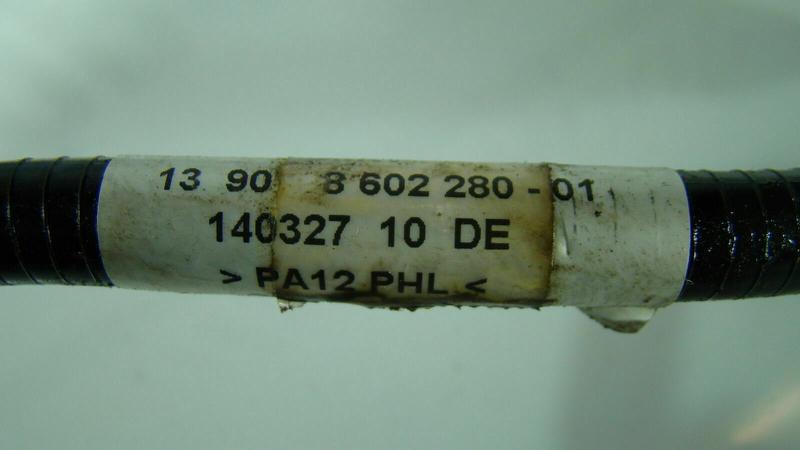 13 90 8 602 280 - 01
140327 10 DE
> PA12 PHL <